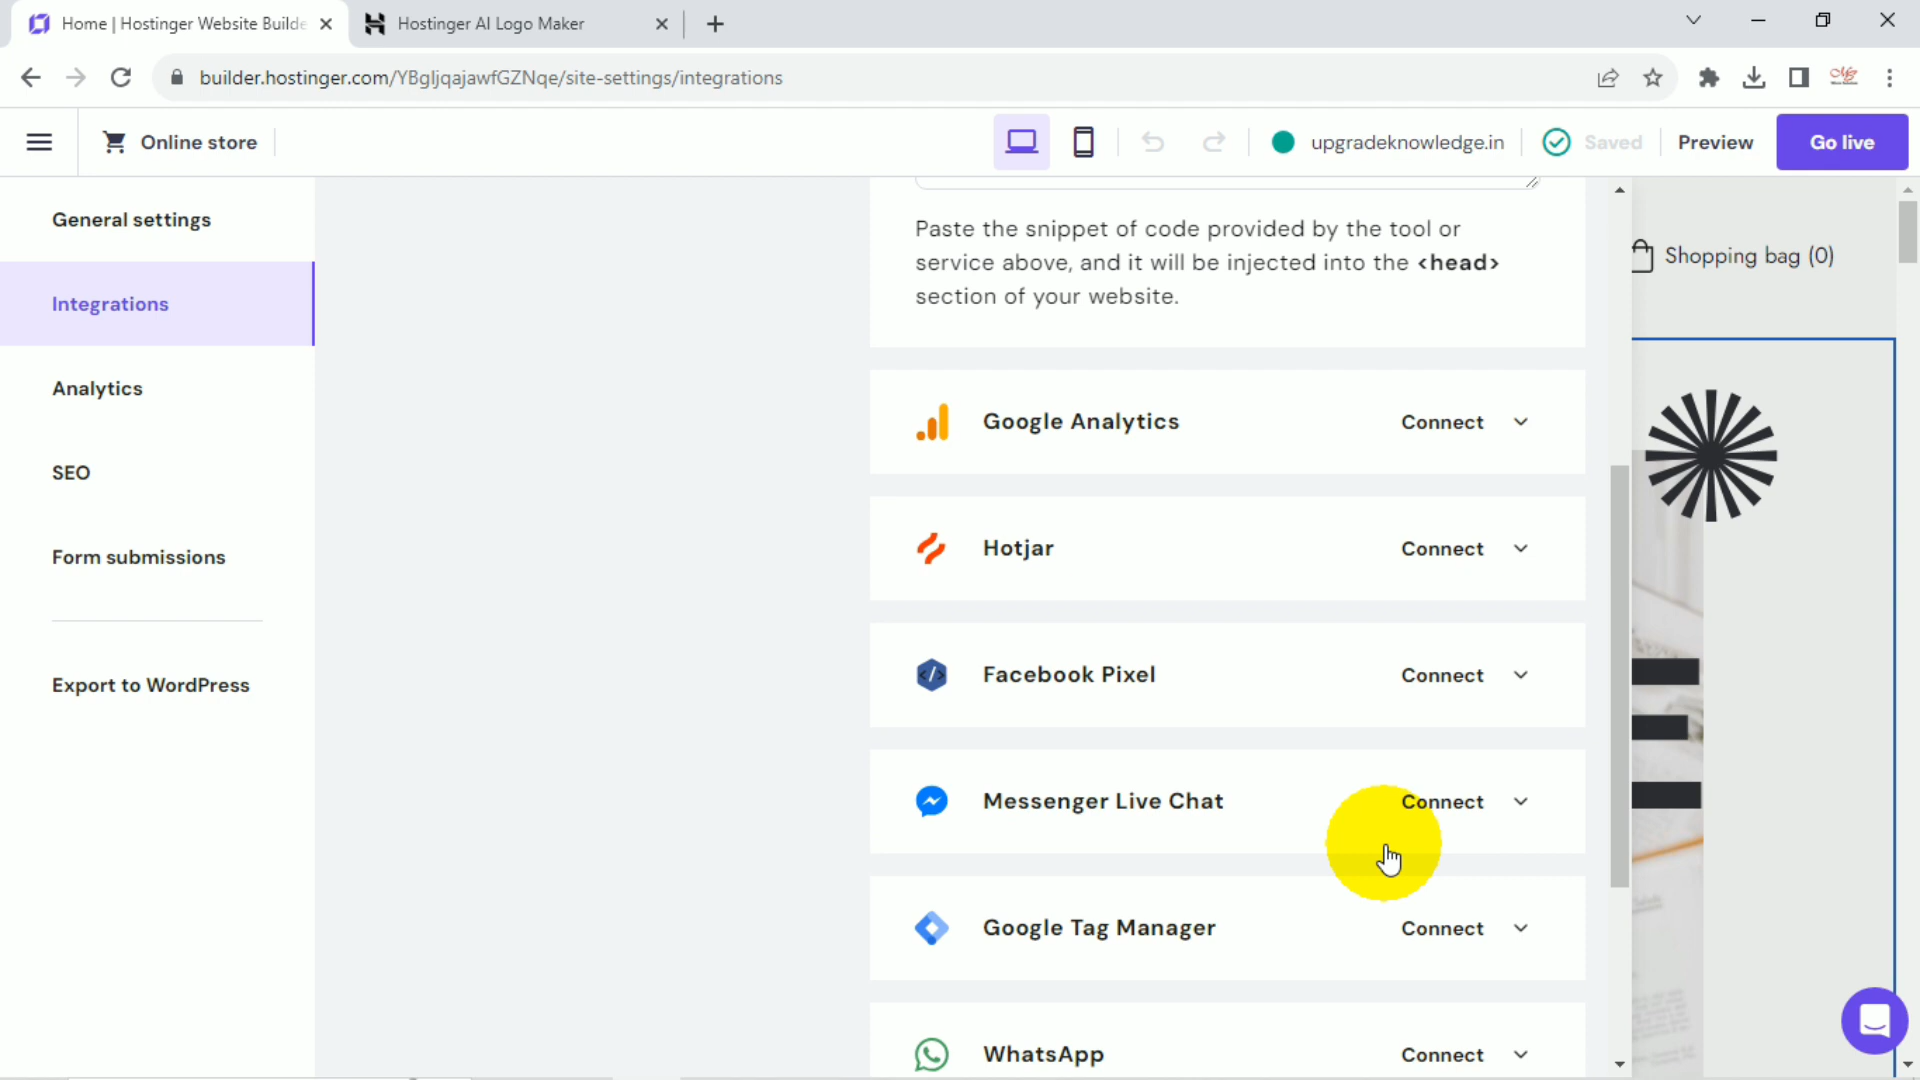 Home | Hostinger Website Builde
Hostinger AI Logo Maker
builder.hostinger.com/YBgljqajawfGZNqe/site-settings/integrations
Online store
upgradeknowledge.in
Saved
Preview
Go live
General settings
Integrations
Analytics
SEO
Form submissions
Export to WordPress
Paste the snippet of code provided by the tool or
service above, and it will be injected into the <head>
section of your website.
Google Analytics Connect
Hotjar Connect
Facebook Pixel Connect
Messenger Live Chat Connect
Google Tag Manager Connect
WhatsApp Connect
Shopping bag (0)